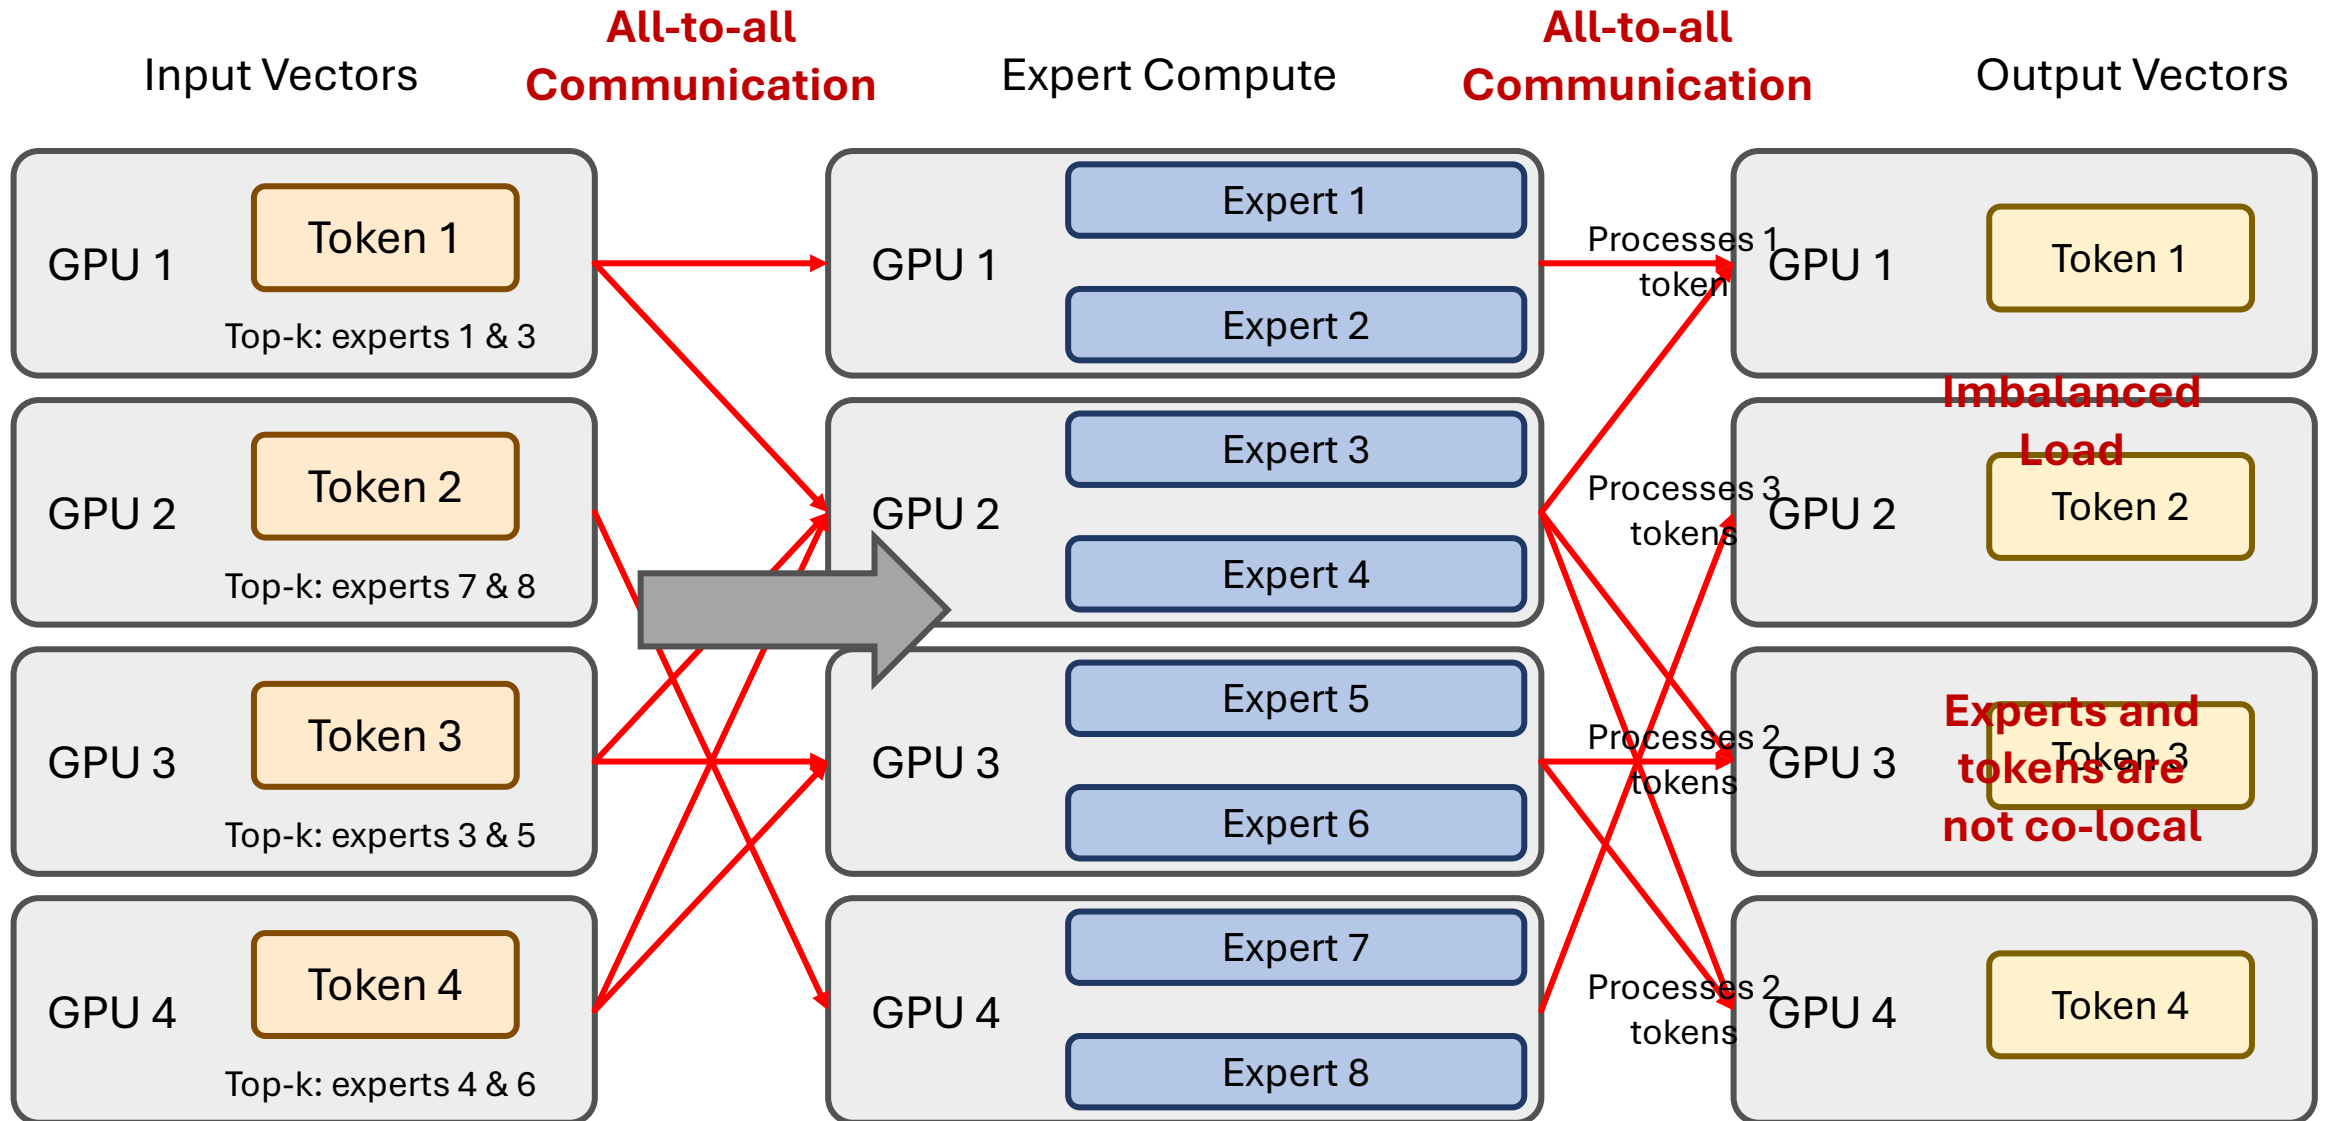 Input Vectors
All-to-all
Communication
Expert Compute
All-to-all
Communication
Output Vectors
GPU 1
Token 1
Top-k: experts 1 & 3
GPU 2
Token 2
Top-k: experts 7 & 8
GPU 3
Token 3
Top-k: experts 3 & 5
GPU 4
Token 4
Top-k: experts 4 & 6
GPU 1
Expert 1
Expert 2
GPU 2
Expert 3
Expert 4
GPU 3
Expert 5
Expert 6
GPU 4
Expert 7
Expert 8
Processes 1
token
Processes 3
tokens
Processes 2
tokens
Processes 2
tokens
GPU 1
Token 1
Imbalanced
Load
GPU 2
Token 2
GPU 3
Token 3
Experts and
tokens are
not co-local
GPU 4
Token 4